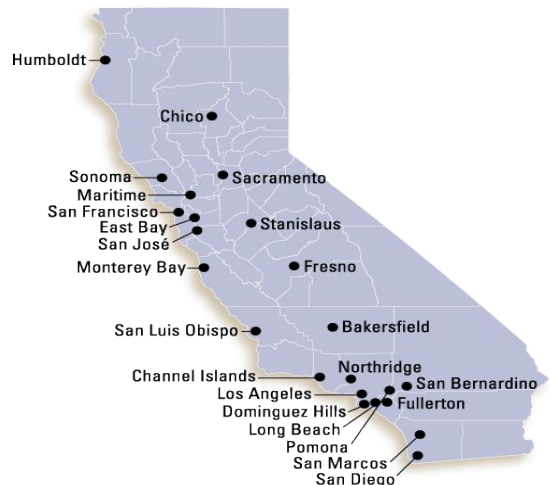 Humboldt
Chico
Sonoma
Sacramento
Maritime
San Francisco
East Bay
Stanislaus
San José
Monterey Bay
Fresno
San Luis Obispo
Bakersfield
Northridge
Channel Islands
San Bernardino
Los Angeles
Fullerton
Dominguez Hills
Long Beach
Pomona
San Marcos
San Diego